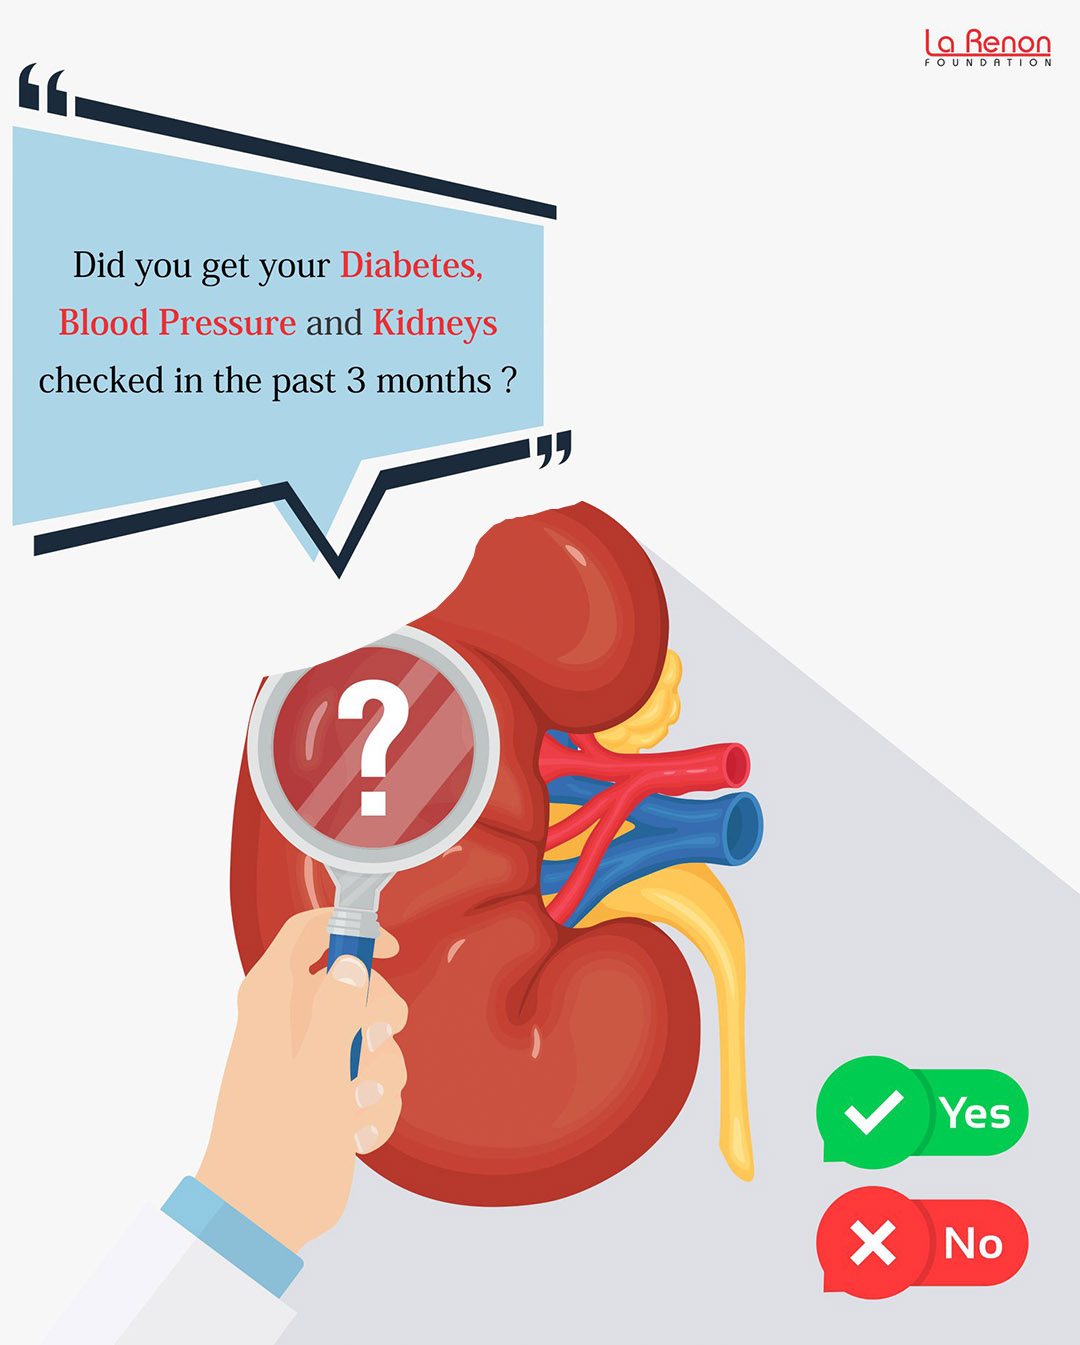 La Renon
FOUNDATION
“
Did you get your Diabetes,
Blood Pressure and Kidneys
checked in the past 3 months ?
”
?
Yes
No